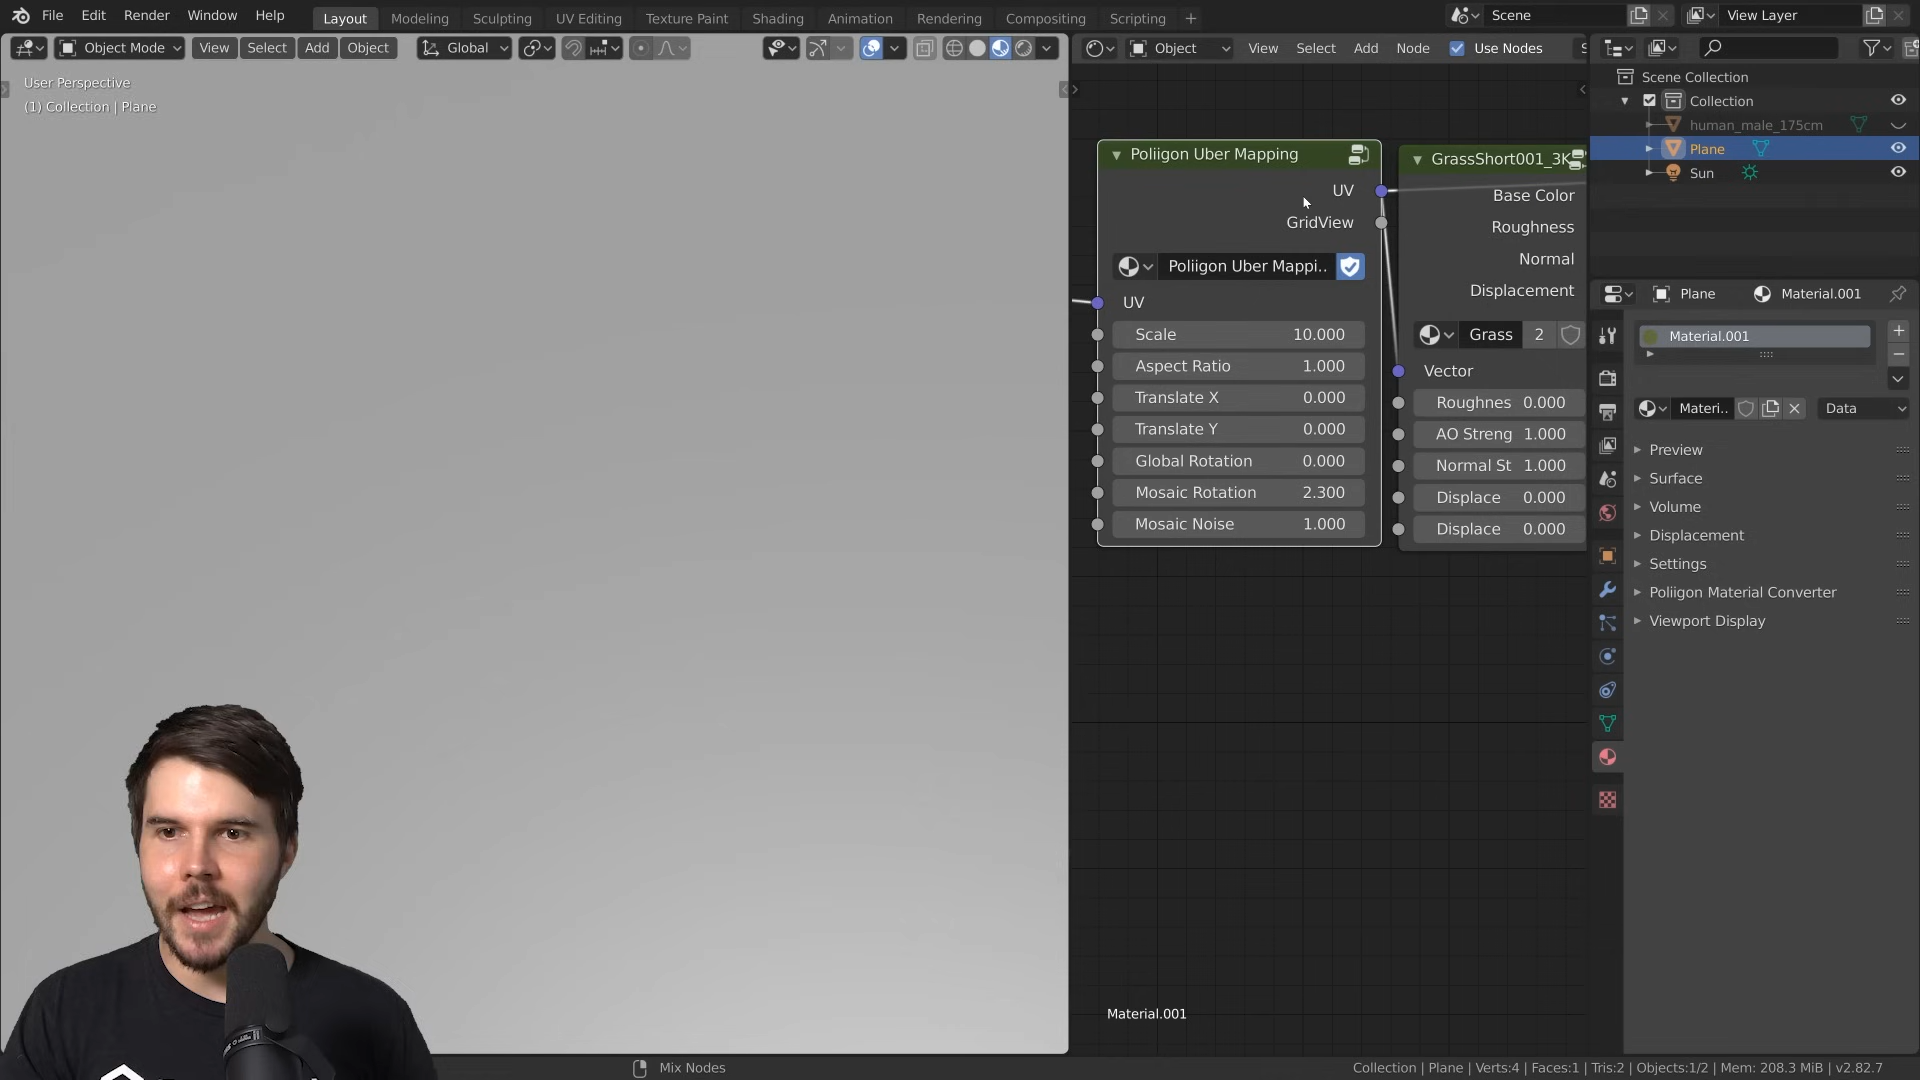 File Edit Render Window Help Layout Modeling Sculpting UV Editing Texture Paint Shading Animation Rendering Compositing Scripting + Scene View Layer
Object Mode View Select Add Object Global Object View Select Add Node Use Nodes
User Perspective
(1) Collection | Plane
Poliigon Uber Mapping
UV
GridView
Poliigon Uber Mappi..
UV
Scale 10.000
Aspect Ratio 1.000
Translate X 0.000
Translate Y 0.000
Global Rotation 0.000
Mosaic Rotation 2.300
Mosaic Noise 1.000
GrassShort001_3K
Base Color
Roughness
Normal
Displacement
Grass 2
Vector
Roughnes 0.000
AO Streng 1.000
Normal St 1.000
Displace 0.000
Displace 0.000
Material.001
Scene Collection
Collection
human_male_175cm
Plane
Sun
Plane Material.001
Material.001
Materi.. Data
Preview
Surface
Volume
Displacement
Settings
Poliigon Material Converter
Viewport Display
Mix Nodes
Collection | Plane | Verts:4 | Faces:1 | Tris:2 | Objects:1/2 | Mem: 208.3 MiB | v2.82.7